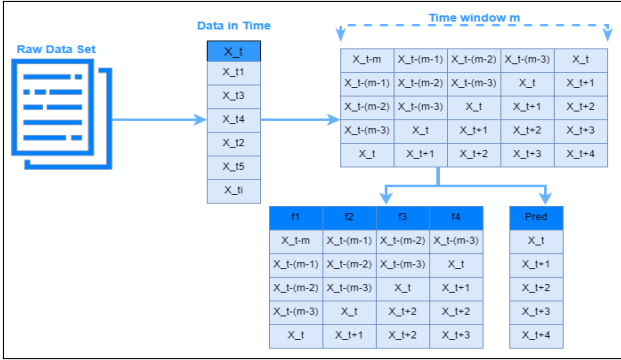 Time window m
Data in Time
Raw Data Set
X_t
X_t1
X_t3
X_t4
X_t2
X_t5
X_ti
X_t-m X_t-(m-1) X_t-(m-2) X_t-(m-3) X_t
X_t-(m-1) X_t-(m-2) X_t-(m-3) X_t X_t+1
X_t-(m-2) X_t-(m-3) X_t X_t+1 X_t+2
X_t-(m-3) X_t X_t+1 X_t+2 X_t+3
X_t X_t+1 X_t+2 X_t+3 X_t+4
f1 f2 f3 f4
X_t-m X_t-(m-1) X_t-(m-2) X_t-(m-3)
X_t-(m-1) X_t-(m-2) X_t-(m-3) X_t
X_t-(m-2) X_t-(m-3) X_t X_t+1
X_t-(m-3) X_t X_t+2 X_t+2
X_t X_t+1 X_t+2 X_t+3
Pred
X_t
X_t+1
X_t+2
X_t+3
X_t+4